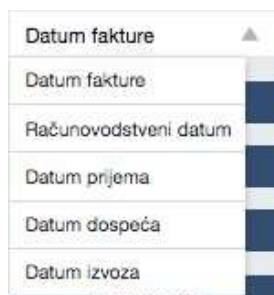 Datum fakture
Datum fakture
Računovodstveni datum
Datum prijema
Datum dospeća
Datum izvoza